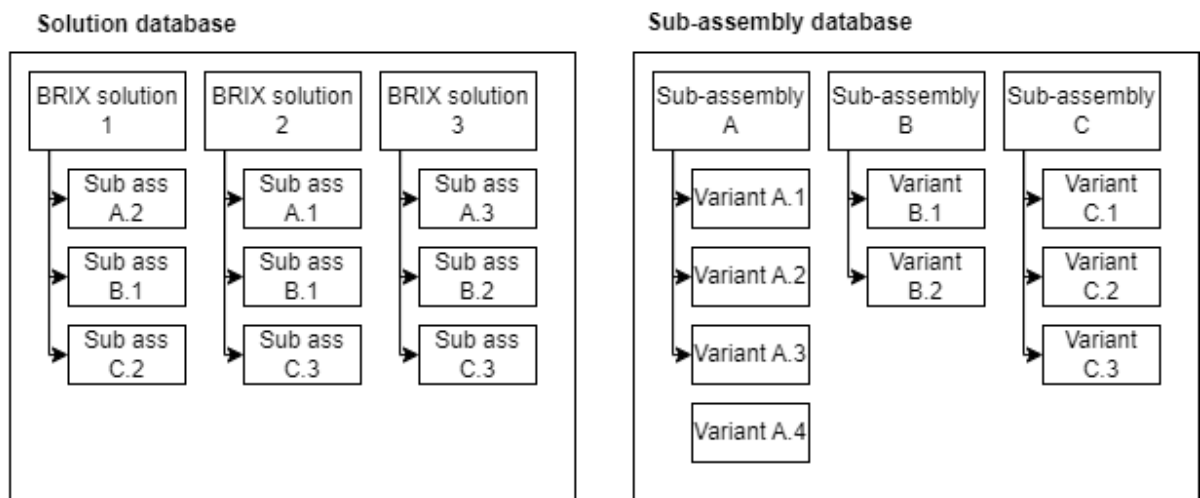 Solution database
BRIX solution
1
Sub ass
A.2
Sub ass
B.1
Sub ass
C.2
BRIX solution
2
Sub ass
A.1
Sub ass
B.1
Sub ass
C.3
BRIX solution
3
Sub ass
A.3
Sub ass
B.2
Sub ass
C.3
Sub-assembly database
Sub-assembly
A
Variant A.1
Variant A.2
Variant A.3
Variant A.4
Sub-assembly
B
Variant
B.1
Variant
B.2
Sub-assembly
C
Variant
C.1
Variant
C.2
Variant
C.3